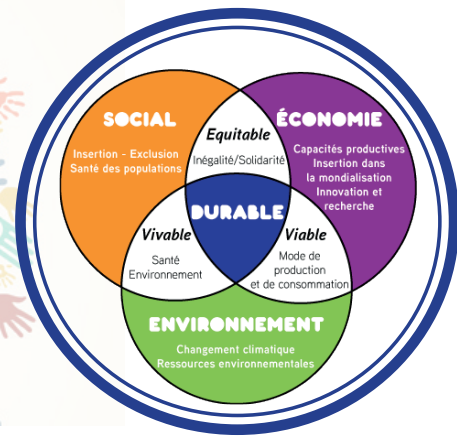 SOCIAL
Insertion - Exclusion
Santé des populations
Equitable
Inégalité/Solidarité
ÉCONOMIE
Capacités productives
Insertion dans
la mondialisation
Innovation et
recherche
DURABLE
Vivable
Santé
Environnement
Viable
Mode de
production
et de consommation
ENVIRONNEMENT
Changement climatique
Ressources environnementales